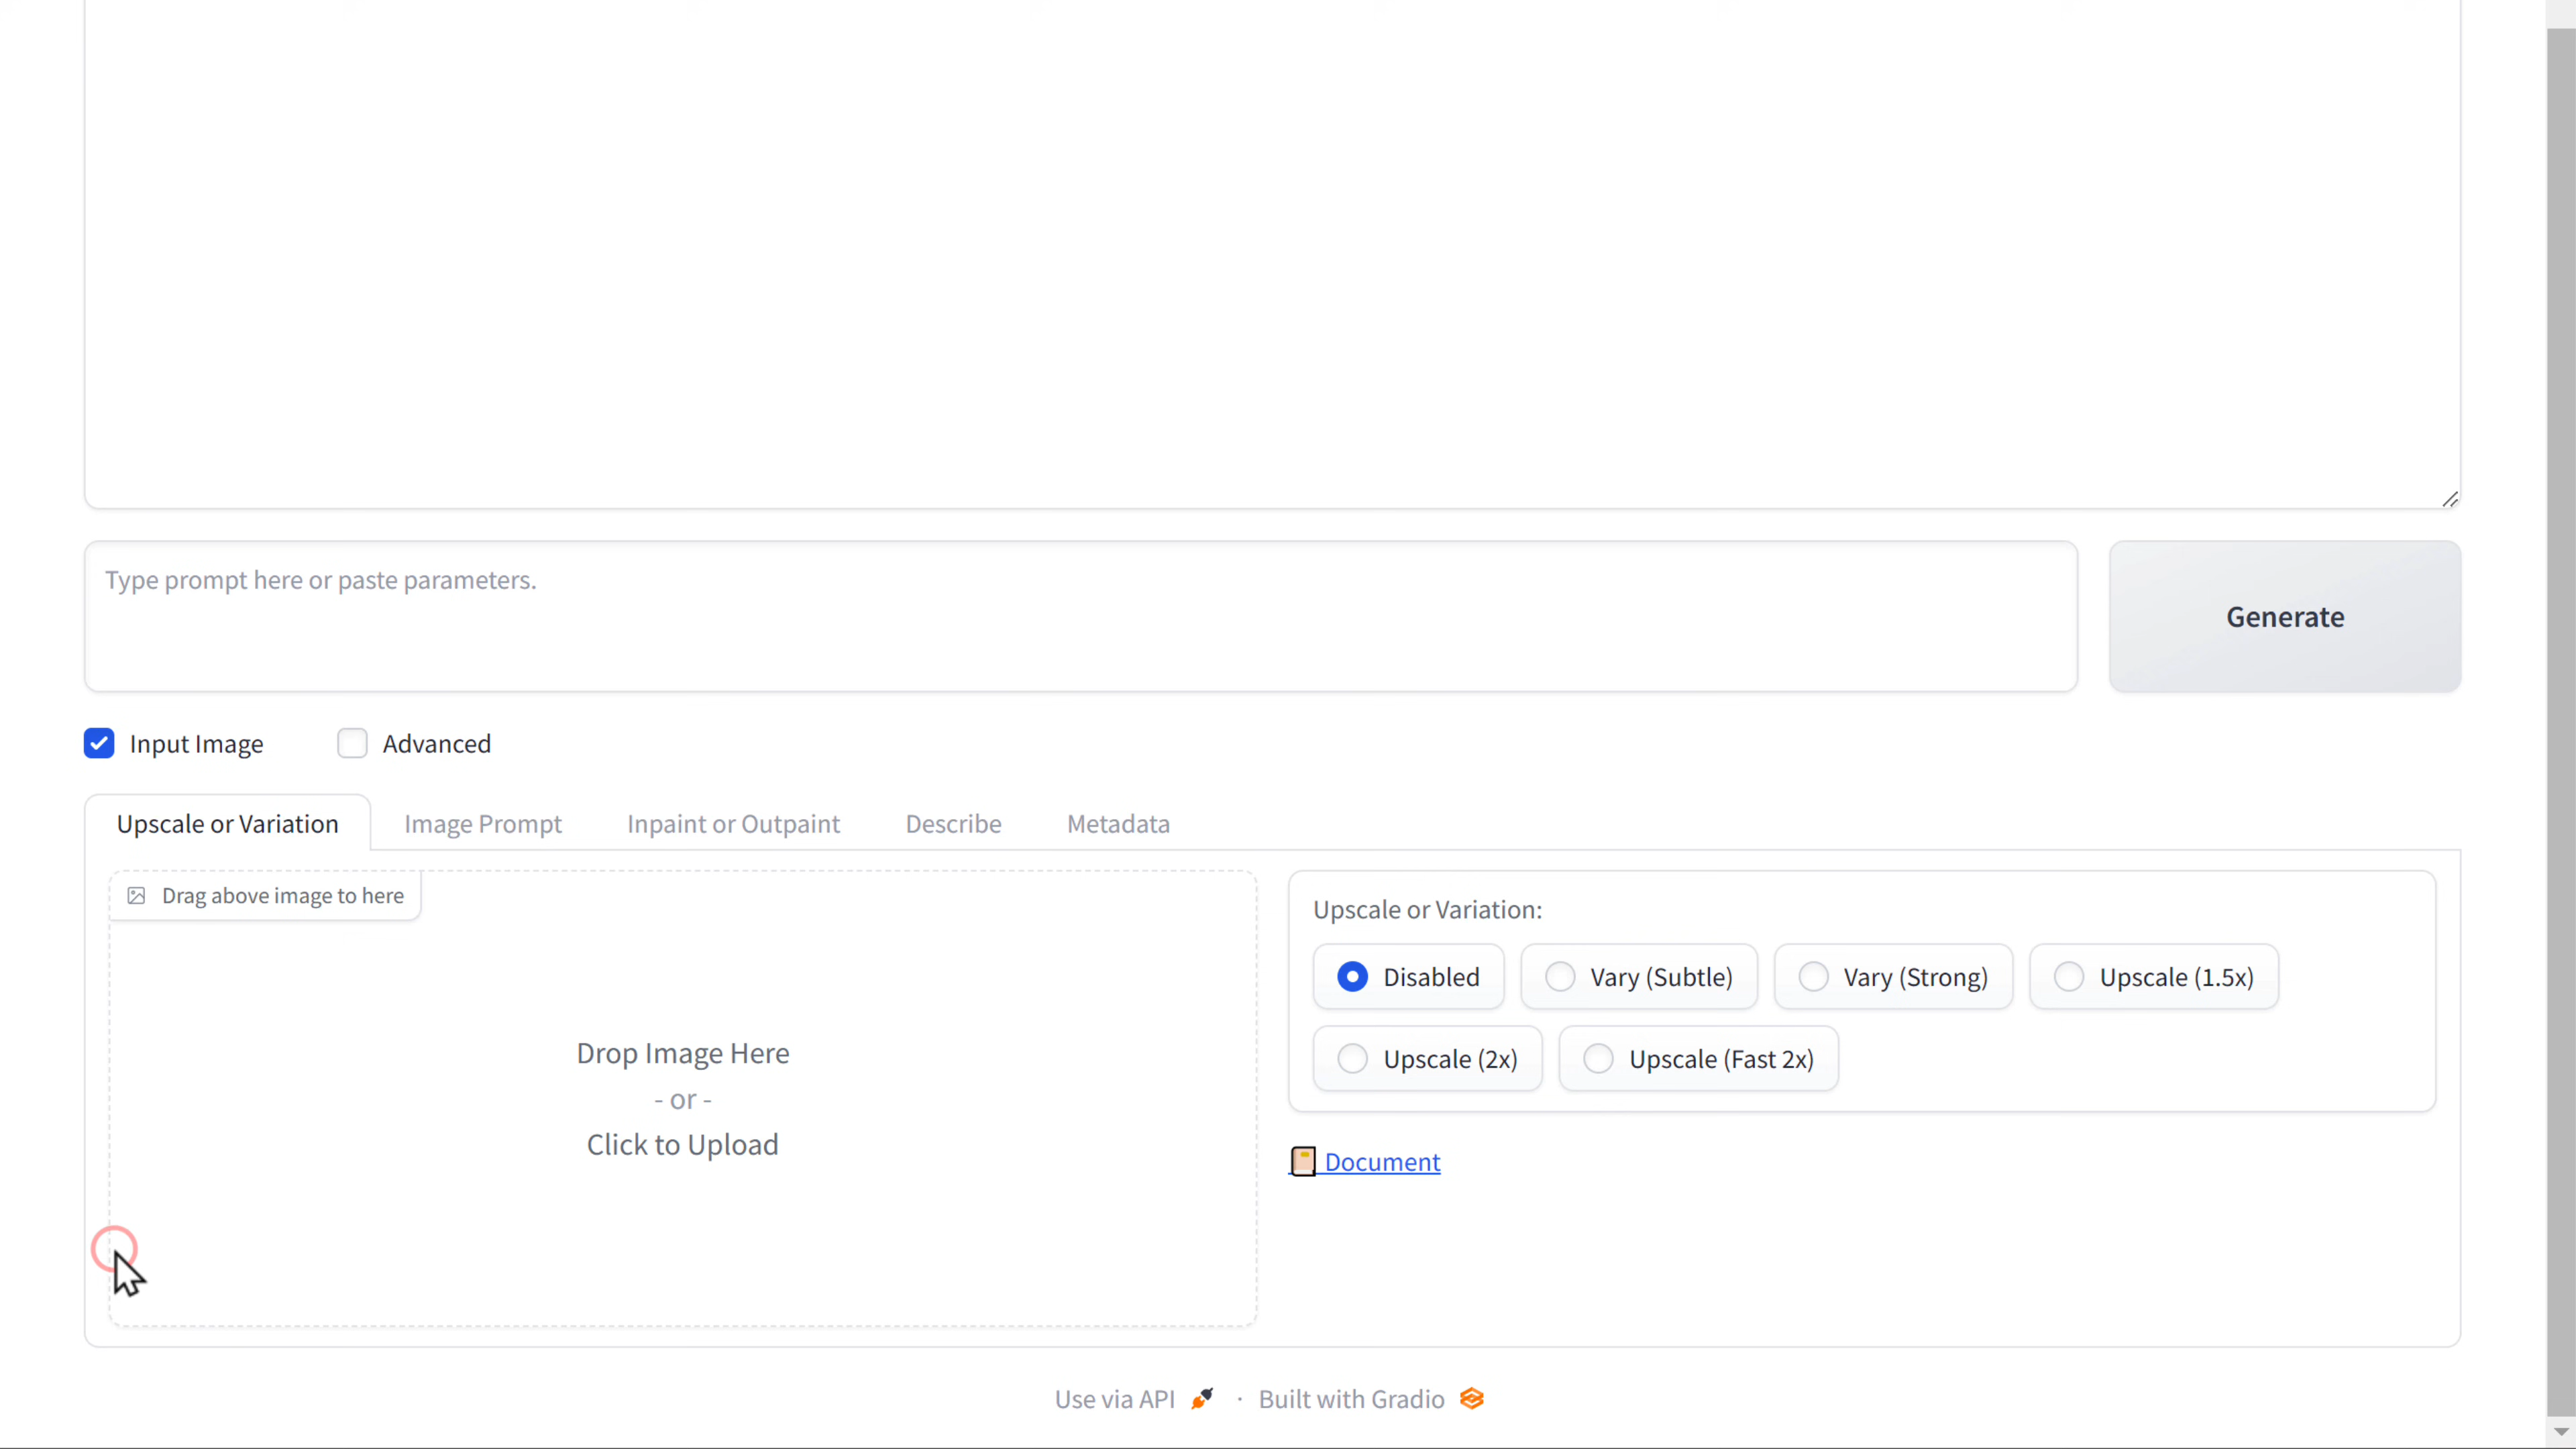 Type prompt here or paste parameters.
Generate
Input Image
Advanced
Upscale or Variation
Image Prompt
Inpaint or Outpaint
Describe
Metadata
Drag above image to here
Drop Image Here
- or -
Click to Upload
Upscale or Variation:
Disabled
Vary (Subtle)
Vary (Strong)
Upscale (1.5x)
Upscale (2x)
Upscale (Fast 2x)
Document
Use via API · Built with Gradio